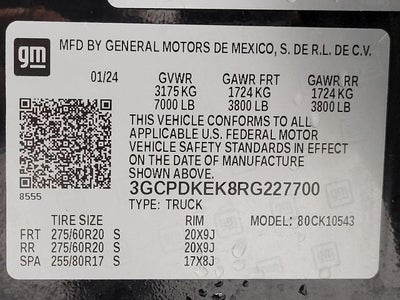 gm MFD BY GENERAL MOTORS DE MEXICO, S. DE R.L. DE C.V.
01/24 GVWR GAWR FRT GAWR RR
3175 KG 1724 KG 1724 KG
7000 LB 3800 LB 3800 LB
THIS VEHICLE CONFORMS TO ALL
APPLICABLE U.S. FEDERAL MOTOR
VEHICLE SAFETY STANDARDS IN EFFECT
ON THE DATE OF MANUFACTURE
SHOWN ABOVE.
3GCPDKEK8RG227700
8555 TYPE: TRUCK
TIRE SIZE RIM MODEL: 80CK10543
FRT 275/60R20 S 20X9J
RR 275/60R20 S 20X9J
SPA 255/80R17 S 17X8J